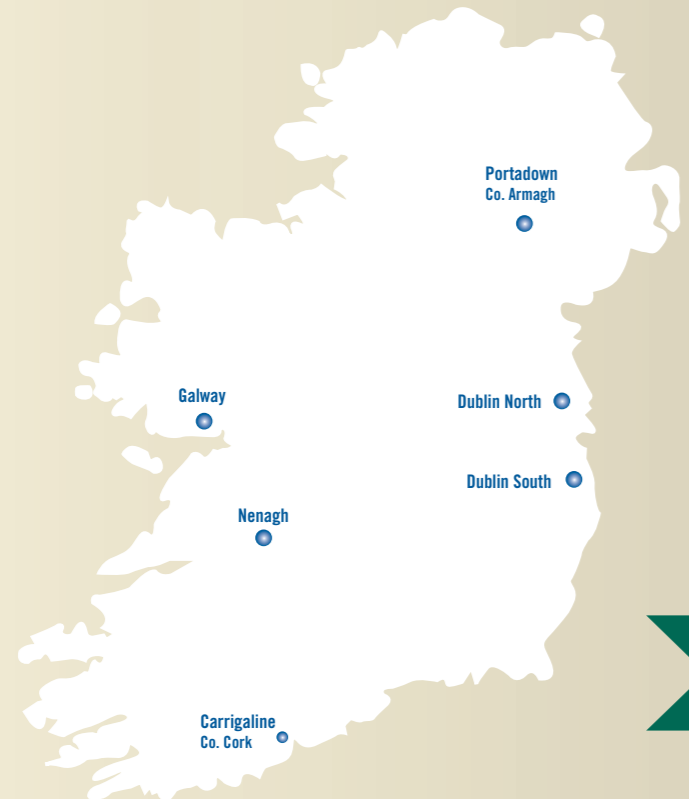 Portadown
Co. Armagh
Galway
Dublin North
Dublin South
Nenagh
Carrigaline
Co. Cork